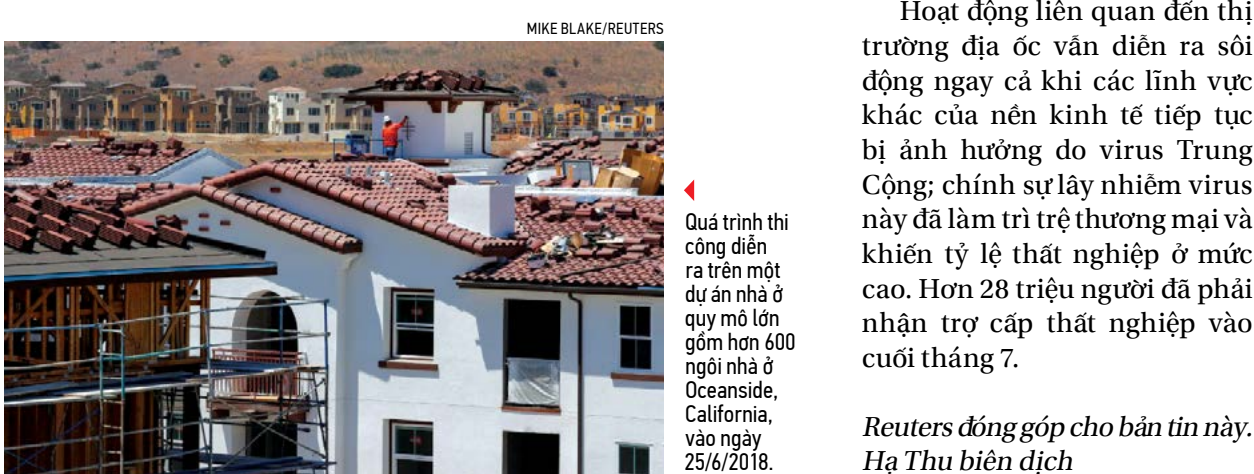 MIKE BLAKE/REUTERS
Quá trình thi
công diễn
ra trên một
dự án nhà ở
quy mô lớn
gồm hơn 600
ngôi nhà ở
Oceanside,
California,
vào ngày
25/6/2018.
Hoạt động liên quan đến thị
trường địa ốc vẫn diễn ra sôi
động ngay cả khi các lĩnh vực
khác của nền kinh tế tiếp tục
bị ảnh hưởng do virus Trung
Cộng; chính sự lây nhiễm virus
này đã làm trì trệ thương mại và
khiến tỷ lệ thất nghiệp ở mức
cao. Hơn 28 triệu người đã phải
nhận trợ cấp thất nghiệp vào
cuối tháng 7.
Reuters đóng góp cho bản tin này.
Hạ Thu biên dịch